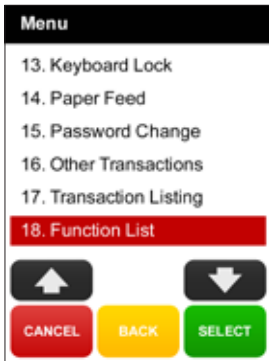 Menu
13. Keyboard Lock
14. Paper Feed
15. Password Change
16. Other Transactions
17. Transaction Listing
18. Function List
CANCEL BACK SELECT